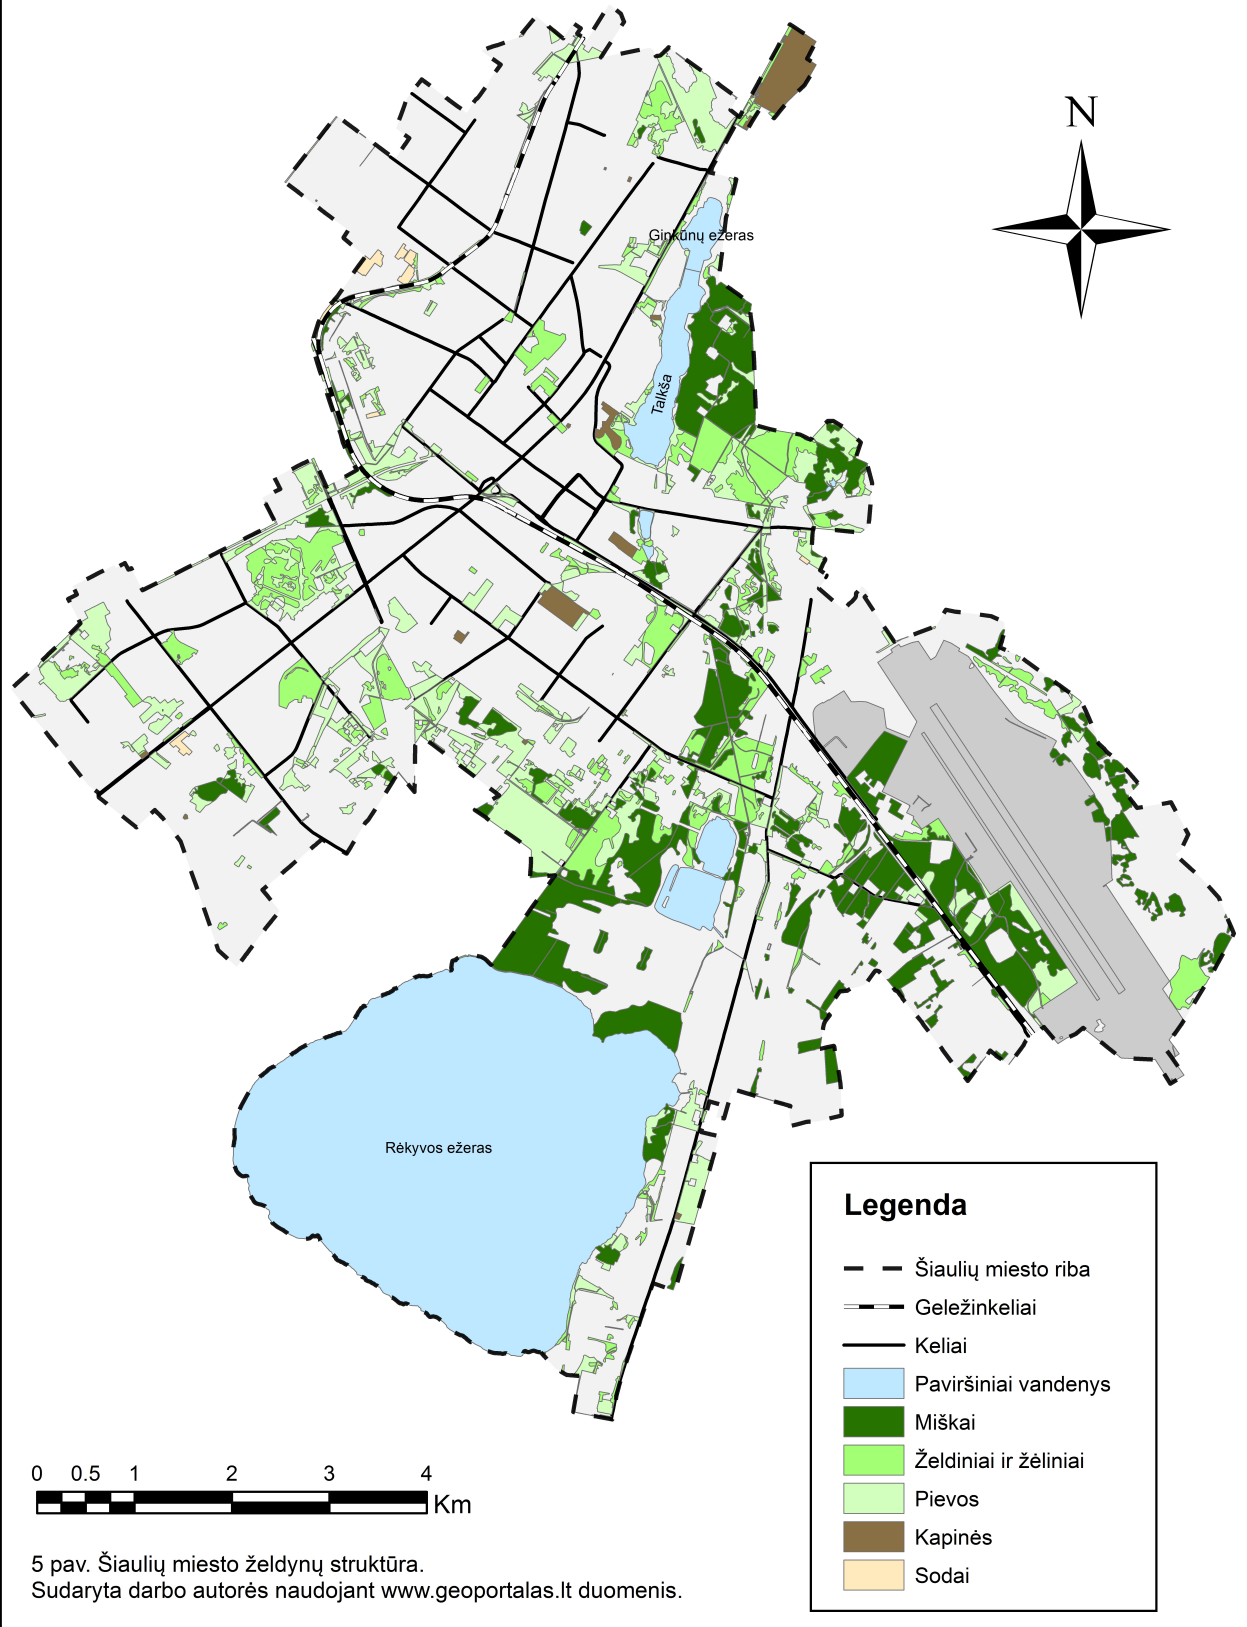 N
Ginkūnų ežeras
Talkša
Rėkyvos ežeras
Legenda
Šiaulių miesto riba
Geležinkeliai
Keliai
Paviršiniai vandenys
Miškai
Želdiniai ir žėliniai
Pievos
Kapinės
Sodai
0 0.5 1 2 3 4
Km
5 pav. Šiaulių miesto želdynų struktūra.
Sudaryta darbo autorės naudojant www.geoportalas.lt duomenis.